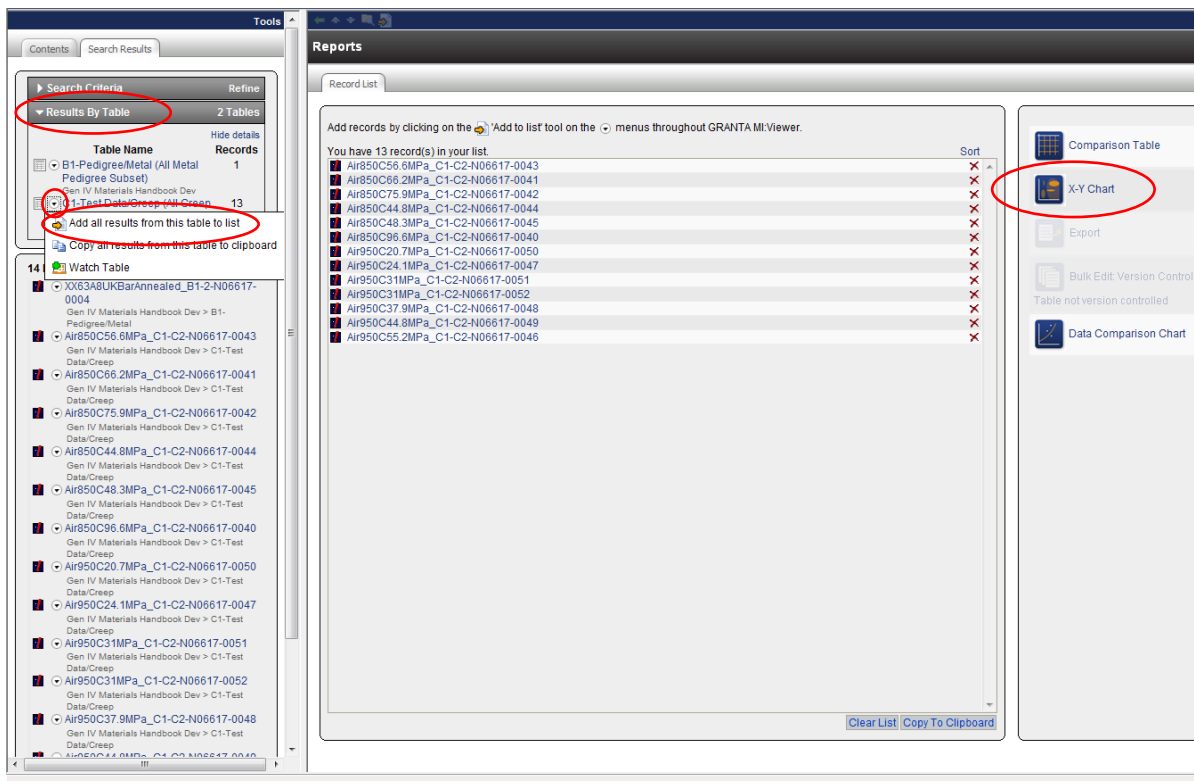 Tools
Contents
Search Results
Search Criteria Refine
Results By Table 2 Tables
Hide details
Table Name Records
B1-Pedigree/Metal (All Metal 1
Pedigree Subset)
Gen IV Materials Handbook Dev
C1-Test Data/Creep (All Creep 13
Add all results from this table to list
Copy all results from this table to clipboard
Watch Table
14
XX63A8UKBarAnnealed_B1-2-N06617-
0004
Gen IV Materials Handbook Dev > B1-
Pedigree/Metal
Air850C56.6MPa_C1-C2-N06617-0043
Gen IV Materials Handbook Dev > C1-Test
Data/Creep
Air850C66.2MPa_C1-C2-N06617-0041
Gen IV Materials Handbook Dev > C1-Test
Data/Creep
Air850C75.9MPa_C1-C2-N06617-0042
Gen IV Materials Handbook Dev > C1-Test
Data/Creep
Air850C44.8MPa_C1-C2-N06617-0044
Gen IV Materials Handbook Dev > C1-Test
Data/Creep
Air850C48.3MPa_C1-C2-N06617-0045
Gen IV Materials Handbook Dev > C1-Test
Data/Creep
Air850C96.6MPa_C1-C2-N06617-0040
Gen IV Materials Handbook Dev > C1-Test
Data/Creep
Air950C20.7MPa_C1-C2-N06617-0050
Gen IV Materials Handbook Dev > C1-Test
Data/Creep
Air950C24.1MPa_C1-C2-N06617-0047
Gen IV Materials Handbook Dev > C1-Test
Data/Creep
Air950C31MPa_C1-C2-N06617-0051
Gen IV Materials Handbook Dev > C1-Test
Data/Creep
Air950C31MPa_C1-C2-N06617-0052
Gen IV Materials Handbook Dev > C1-Test
Data/Creep
Air950C37.9MPa_C1-C2-N06617-0048
Gen IV Materials Handbook Dev > C1-Test
Data/Creep
Air950C44.8MPa_C1-C2-N06617-0049
Reports
Record List
Add records by clicking on the 'Add to list' tool on the menus throughout GRANTA MI:Viewer.
You have 13 record(s) in your list. Sort
Air850C56.6MPa_C1-C2-N06617-0043
Air850C66.2MPa_C1-C2-N06617-0041
Air850C75.9MPa_C1-C2-N06617-0042
Air850C44.8MPa_C1-C2-N06617-0044
Air850C48.3MPa_C1-C2-N06617-0045
Air850C96.6MPa_C1-C2-N06617-0040
Air950C20.7MPa_C1-C2-N06617-0050
Air950C24.1MPa_C1-C2-N06617-0047
Air950C31MPa_C1-C2-N06617-0051
Air950C31MPa_C1-C2-N06617-0052
Air950C37.9MPa_C1-C2-N06617-0048
Air950C44.8MPa_C1-C2-N06617-0049
Air950C55.2MPa_C1-C2-N06617-0046
Clear List Copy To Clipboard
Comparison Table
X-Y Chart
Export
Bulk Edit: Version Control
Table not version controlled
Data Comparison Chart